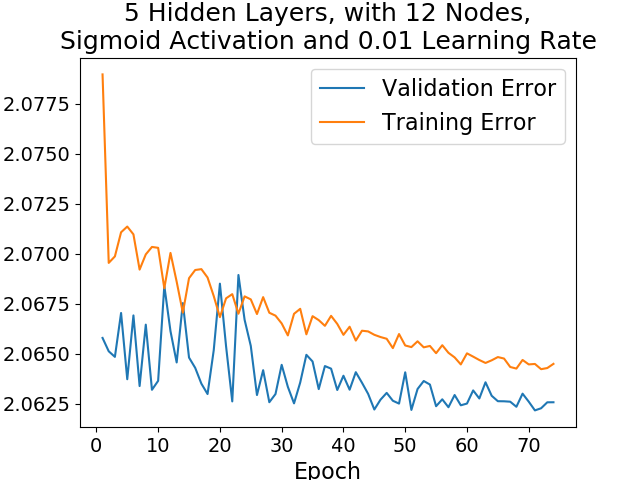 5 Hidden Layers, with 12 Nodes,
Sigmoid Activation and 0.01 Learning Rate
Validation Error
Training Error
2.0775
2.0750
2.0725
2.0700
2.0675
2.0650
2.0625
0 10 20 30 40 50 60 70
Epoch